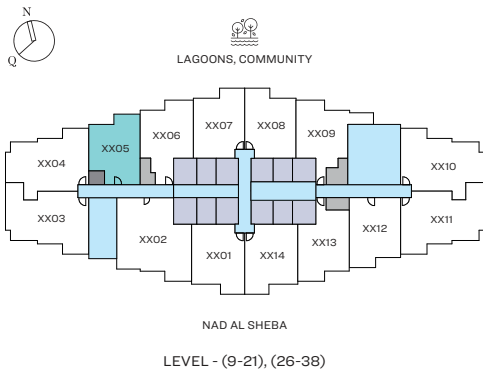 N
Q
LAGOONS, COMMUNITY
XX07
XX08
XX06
XX09
XX05
XX04
XX10
XX03
XX11
XX02
XX12
XX13
XX01
XX14
NAD AL SHEBA
LEVEL - (9-21), (26-38)